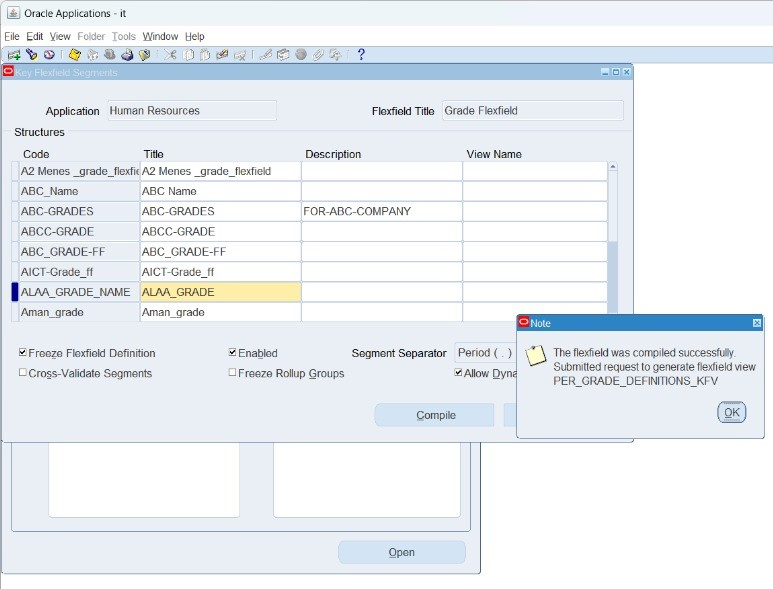 Oracle Applications - it
File Edit View Folder Tools Window Help
?
Key Flexfield Segments
Application Human Resources Flexfield Title Grade Flexfield
Structures
Code Title Description View Name
A2 Menes _grade_flexfie A2 Menes _grade_flexfield
ABC_Name ABC Name
ABC-GRADES ABC-GRADES FOR-ABC-COMPANY
ABCC-GRADE ABCC-GRADE
ABC_GRADE-FF ABC_GRADE-FF
AICT-Grade_ff AICT-Grade_ff
ALAA_GRADE_NAME ALAA_GRADE
Aman_grade Aman_grade
Freeze Flexfield Definition Enabled Segment Separator Period ( . )
Cross-Validate Segments Freeze Rollup Groups Allow Dyna
Compile
Note
The flexfield was compiled successfully.
Submitted request to generate flexfield view
PER_GRADE_DEFINITIONS_KFV
OK
Open